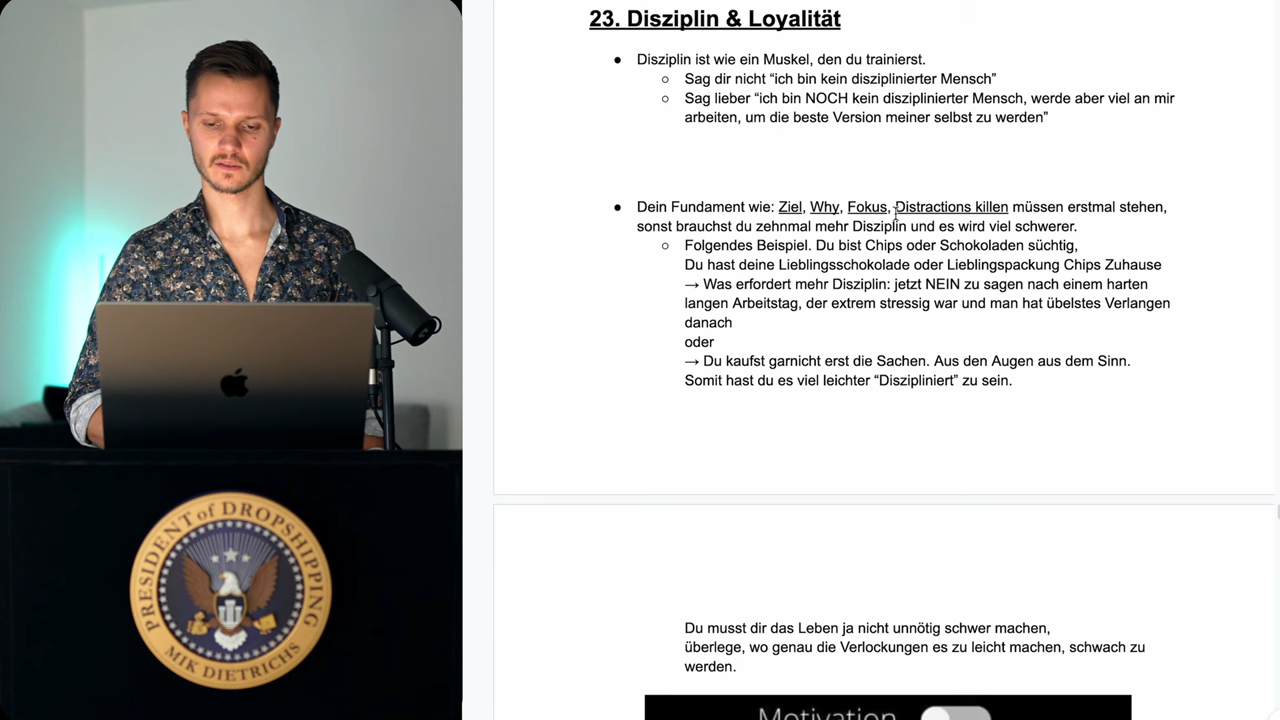 23. Disziplin & Loyalität
● Disziplin ist wie ein Muskel, den du trainierst.
○ Sag dir nicht “ich bin kein disziplinierter Mensch”
○ Sag lieber “ich bin NOCH kein disziplinierter Mensch, werde aber viel an mir
arbeiten, um die beste Version meiner selbst zu werden”
● Dein Fundament wie: Ziel, Why, Fokus, Distractions killen müssen erstmal stehen,
sonst brauchst du zehnmal mehr Disziplin und es wird viel schwerer.
○ Folgendes Beispiel. Du bist Chips oder Schokoladen süchtig,
Du hast deine Lieblingsschokolade oder Lieblingspackung Chips Zuhause
→ Was erfordert mehr Disziplin: jetzt NEIN zu sagen nach einem harten
langen Arbeitstag, der extrem stressig war und man hat übelstes Verlangen
danach
oder
→ Du kaufst garnicht erst die Sachen. Aus den Augen aus dem Sinn.
Somit hast du es viel leichter “Diszipliniert” zu sein.
Du musst dir das Leben ja nicht unnötig schwer machen,
überlege, wo genau die Verlockungen es zu leicht machen, schwach zu
werden.
Motivation
PRESIDENT of DROPSHIPPING
MIK DIETRICHS